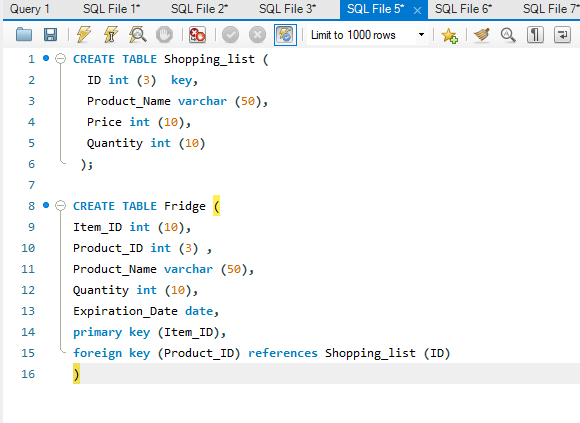 Query 1 SQL File 1* SQL File 2* SQL File 3* SQL File 5* SQL File 6* SQL File 7*
Limit to 1000 rows
1 CREATE TABLE Shopping_list (
2 ID int (3)  key,
3 Product_Name varchar (50),
4 Price int (10),
5 Quantity int (10)
6 );
7
8 CREATE TABLE Fridge (
9 Item_ID int (10),
10 Product_ID int (3) ,
11 Product_Name varchar (50),
12 Quantity int (10),
13 Expiration_Date date,
14 primary key (Item_ID),
15 foreign key (Product_ID) references Shopping_list (ID)
16 )